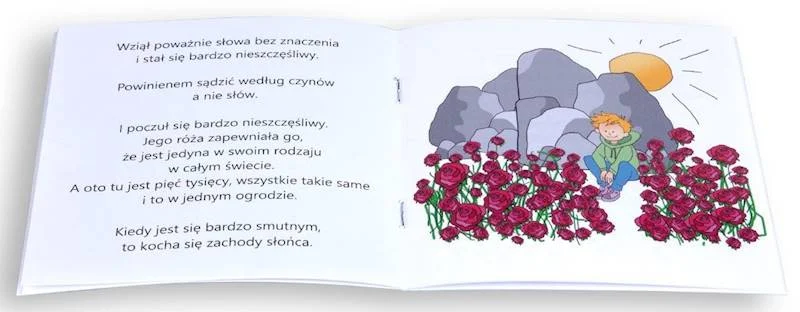 Wziął poważnie słowa bez znaczenia
i stał się bardzo nieszczęśliwy.
Powinienem sądzić według czynów
a nie słów.
I poczuł się bardzo nieszczęśliwy.
Jego róża zapewniała go,
że jest jedyna w swoim rodzaju
w całym świecie.
A oto tu jest pięć tysięcy, wszystkie takie same
i to w jednym ogrodzie.
Kiedy jest się bardzo smutnym,
to kocha się zachody słońca.